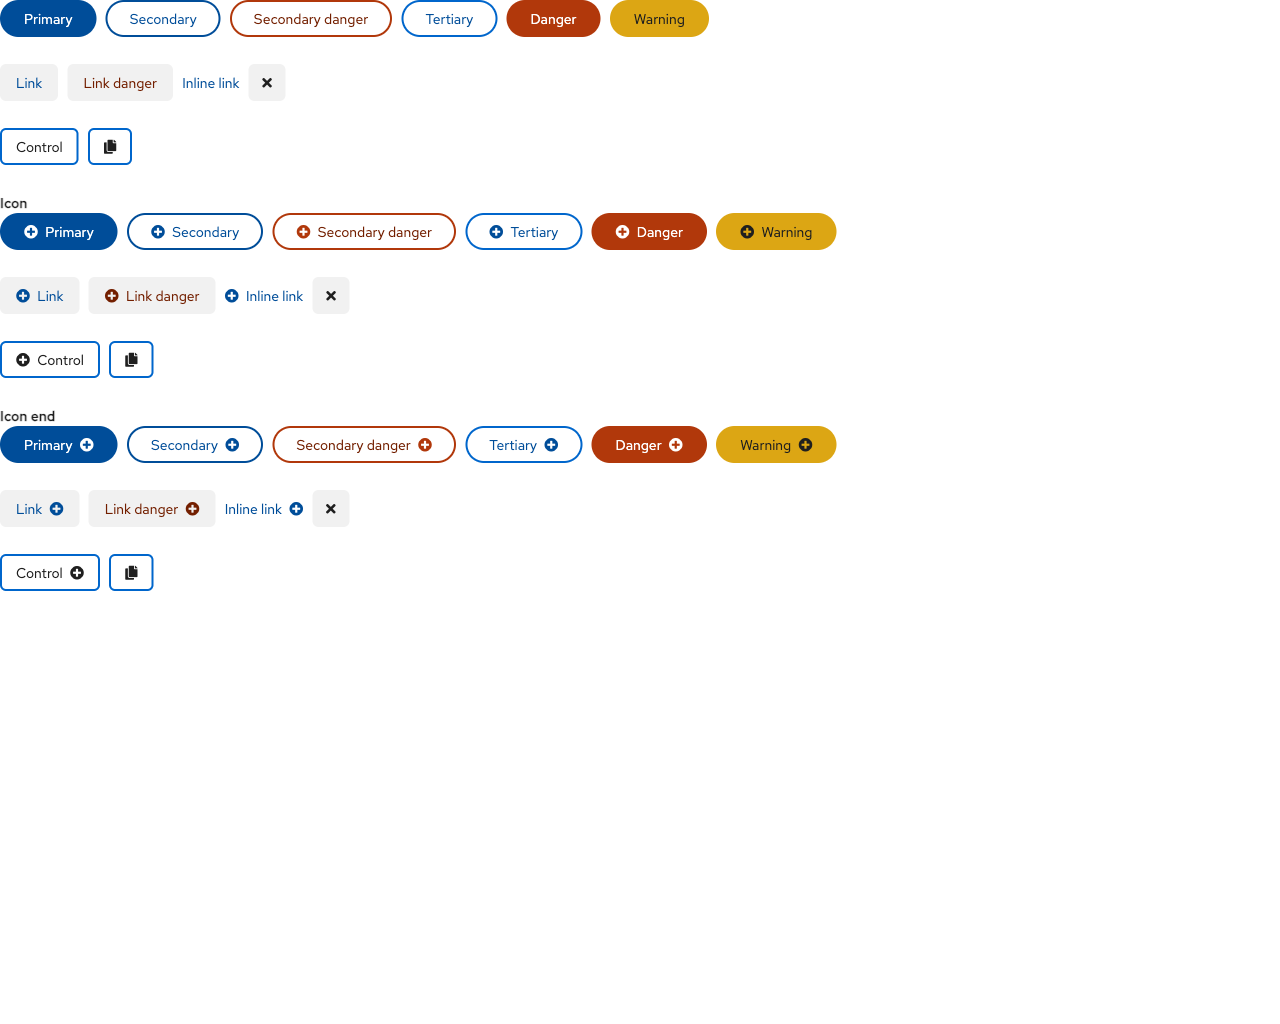 Primary Secondary Secondary danger Tertiary Danger Warning
Link Link danger Inline link
Control
Icon
Primary Secondary Secondary danger Tertiary Danger Warning
Link Link danger Inline link
Control
Icon end
Primary Secondary Secondary danger Tertiary Danger Warning
Link Link danger Inline link
Control